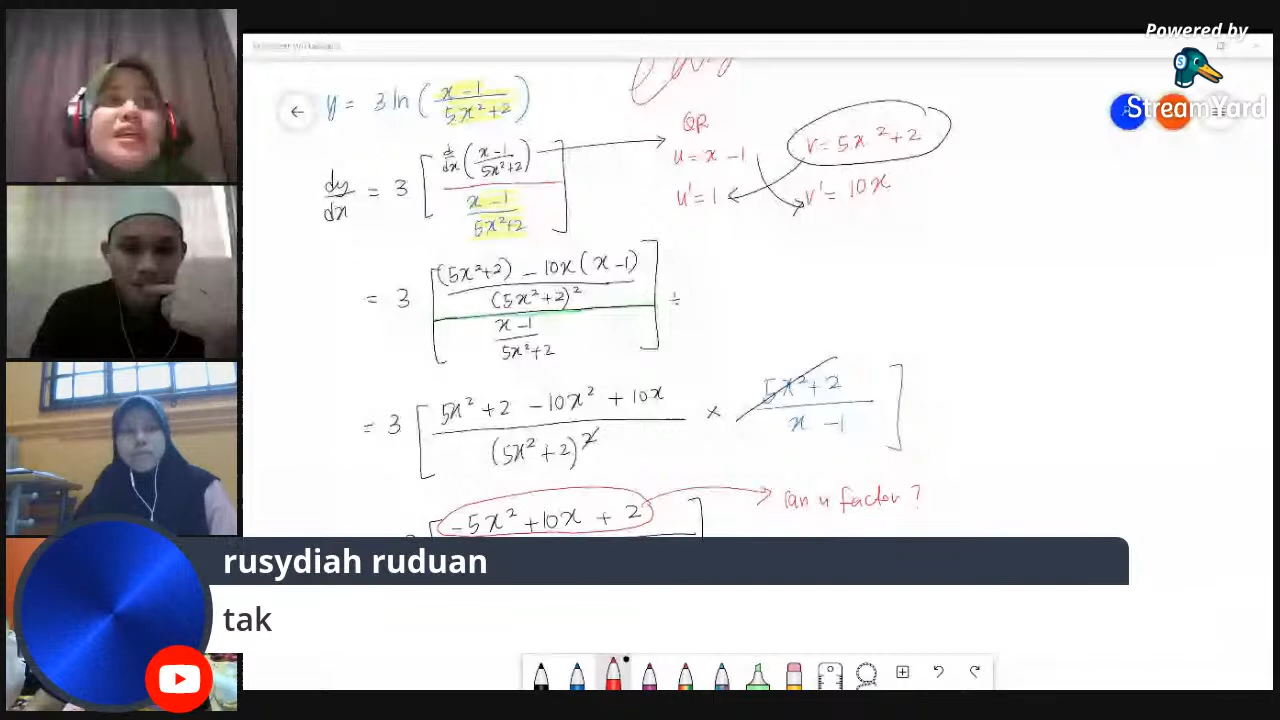 Powered by
StreamYard
y = 3 ln ( x - 1 / 5x² + 2 )
QR
u = x - 1
v = 5x² + 2
u' = 1
v' = 10x
dy/dx = 3 [ d/dx ( x-1 / 5x²+2 ) / ( x - 1 / 5x²+2 ) ]
= 3 [ (5x²+2) - 10x ( x - 1 ) / (5x²+2)² / ( x - 1 / 5x²+2 ) ] ÷
= 3 [ 5x² + 2 - 10x² + 10x / (5x² + 2)² × 5x² + 2 / x - 1 ]
-5x² + 10x + 2
can u factor ?
rusydiah ruduan
tak